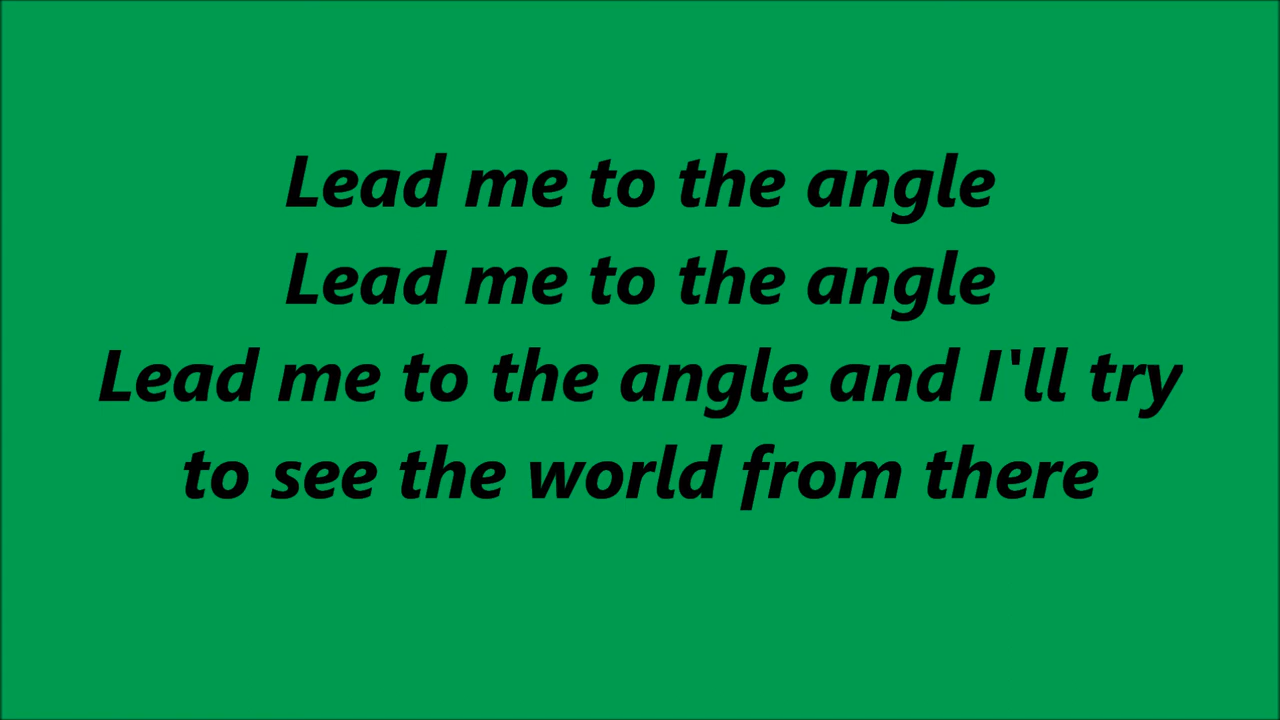 Lead me to the angle
Lead me to the angle
Lead me to the angle and I'll try
to see the world from there